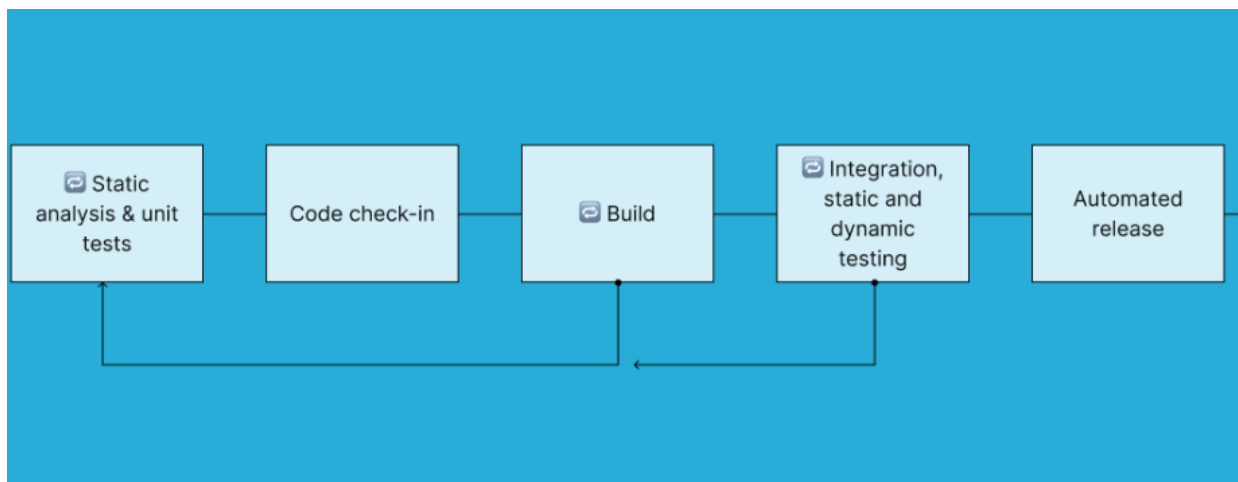 🔁 Static
analysis & unit
tests
Code check-in
🔁 Build
🔁 Integration,
static and
dynamic
testing
Automated
release